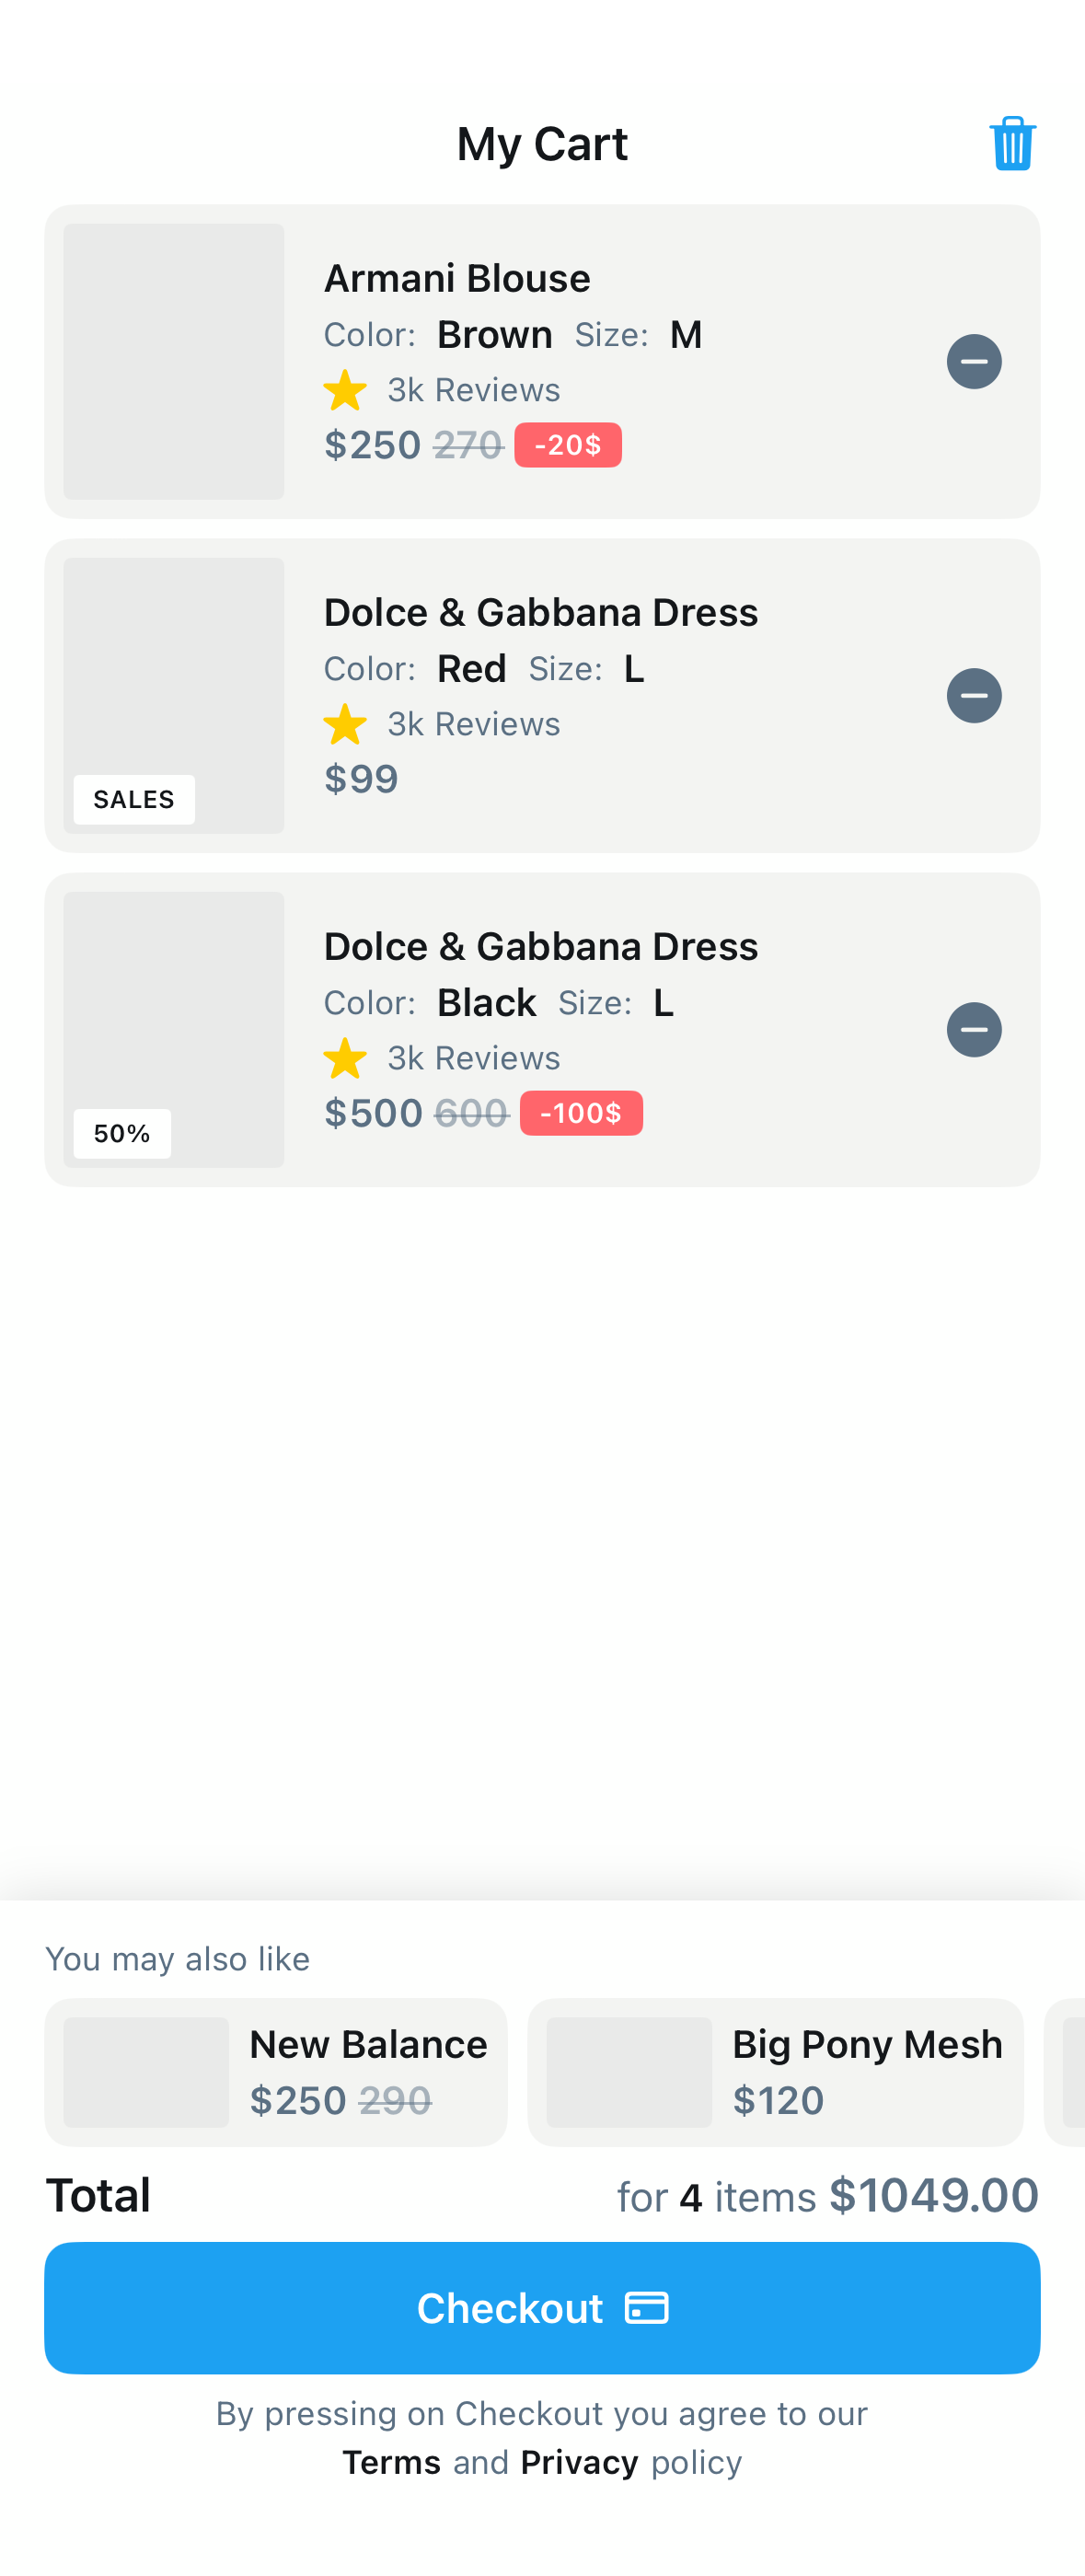 My Cart
Armani Blouse
Color: Brown Size: M
3k Reviews
$250 270 -20$
Dolce & Gabbana Dress
Color: Red Size: L
3k Reviews
$99
SALES
Dolce & Gabbana Dress
Color: Black Size: L
3k Reviews
$500 600 -100$
50%
You may also like
New Balance
$250 290
Big Pony Mesh
$120
Total for 4 items $1049.00
Checkout
By pressing on Checkout you agree to our
Terms and Privacy policy